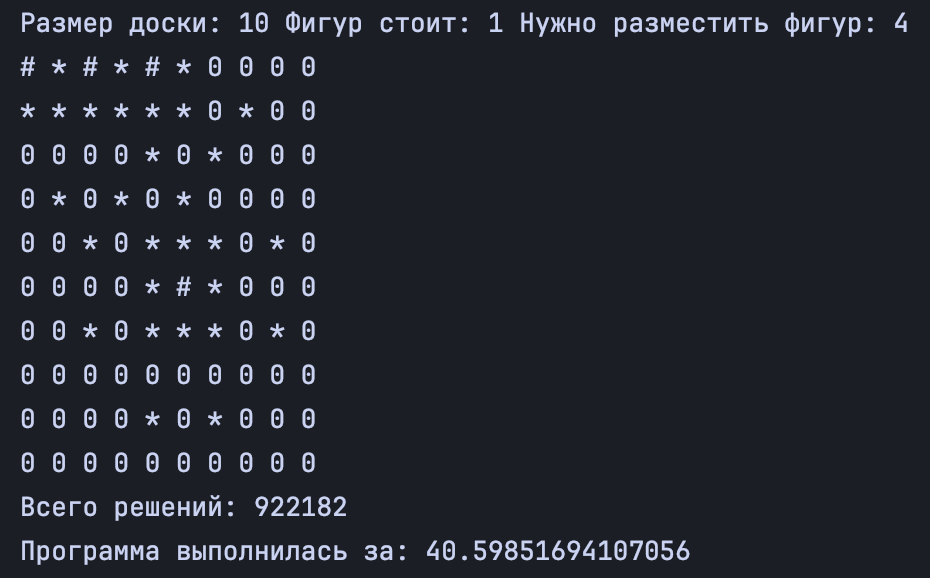 Размер доски: 10 Фигур стоит: 1 Нужно разместить фигур: 4
# * # * # * 0 0 0 0
* * * * * * 0 * 0 0
0 0 0 0 * 0 * 0 0 0
0 * 0 * 0 * 0 0 0 0
0 0 * 0 * * * 0 * 0
0 0 0 0 * # * 0 0 0
0 0 * 0 * * * 0 * 0
0 0 0 0 0 0 0 0 0 0
0 0 0 0 * 0 * 0 0 0
0 0 0 0 0 0 0 0 0 0
Всего решений: 922182
Программа выполнилась за: 40.59851694107056